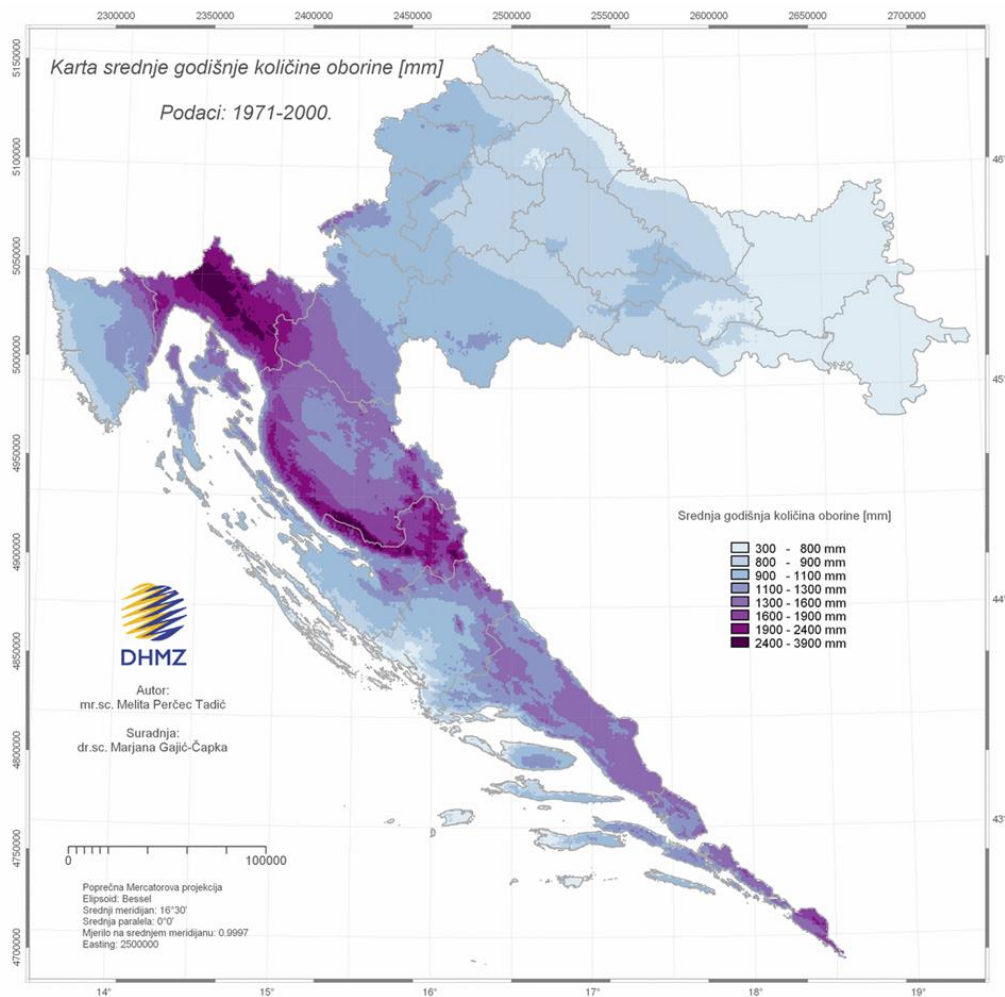 2300000 2350000 2400000 2450000 2500000 2550000 2600000 2650000 2700000
Karta srednje godišnje količine oborine [mm]
Podaci: 1971-2000.
5150000
5100000
5050000
5000000
4950000
4900000
4850000
4800000
4750000
4700000
46°
45°
44°
43°
Srednja godišnja količina oborine [mm]
300 - 800 mm
800 - 900 mm
900 - 1100 mm
1100 - 1300 mm
1300 - 1600 mm
1600 - 1900 mm
1900 - 2400 mm
2400 - 3900 mm
DHMZ
Autor:
mr.sc. Melita Perčec Tadić
Suradnja:
dr.sc. Marjana Gajić-Čapka
0 100000
Poprečna Mercatorova projekcija
Elipsoid: Bessel
Srednji meridijan: 16°30'
Srednja paralela: 0°0'
Mjerilo na srednjem meridijanu: 0.9997
Easting: 2500000
14° 15° 16° 17° 18° 19°